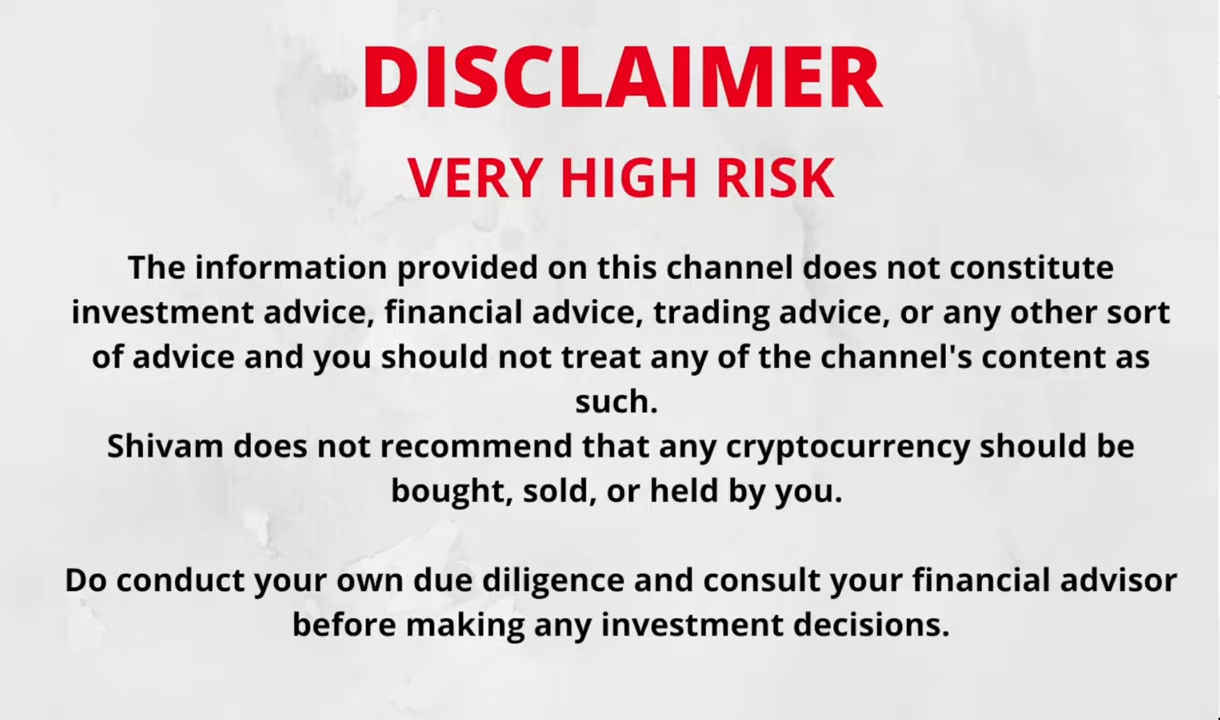 DISCLAIMER
VERY HIGH RISK
The information provided on this channel does not constitute
investment advice, financial advice, trading advice, or any other sort
of advice and you should not treat any of the channel's content as
such.
Shivam does not recommend that any cryptocurrency should be
bought, sold, or held by you.
Do conduct your own due diligence and consult your financial advisor
before making any investment decisions.